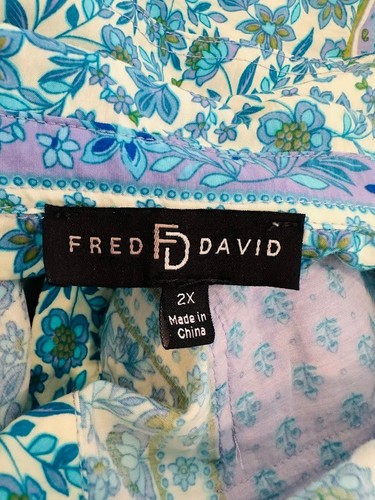 FRED FD DAVID
2X
Made in
China